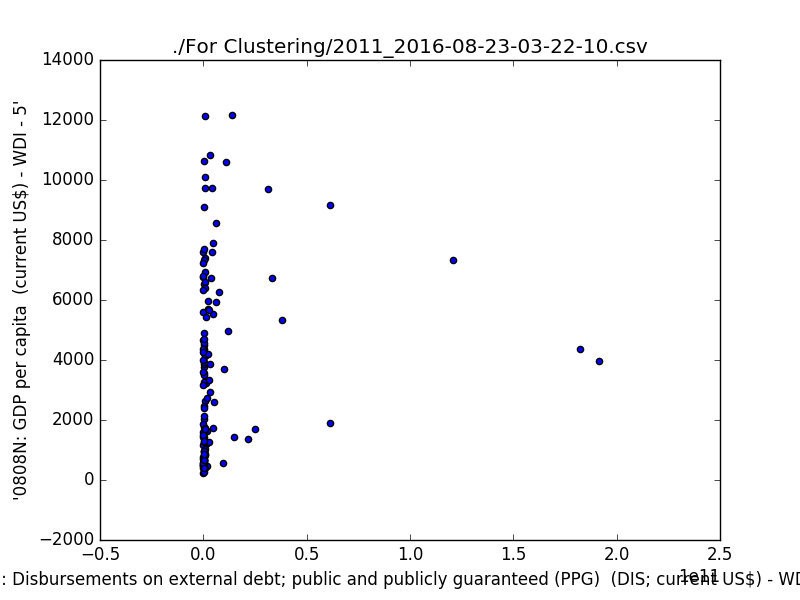 ./For Clustering/2011_2016-08-23-03-22-10.csv
14000
12000
10000
8000
6000
4000
2000
0
−2000
'0808N: GDP per capita  (current US$) - WDI - 5'
−0.5 0.0 0.5 1.0 1.5 2.0 2.5
1e11
: Disbursements on external debt; public and publicly guaranteed (PPG)  (DIS; current US$) - WD